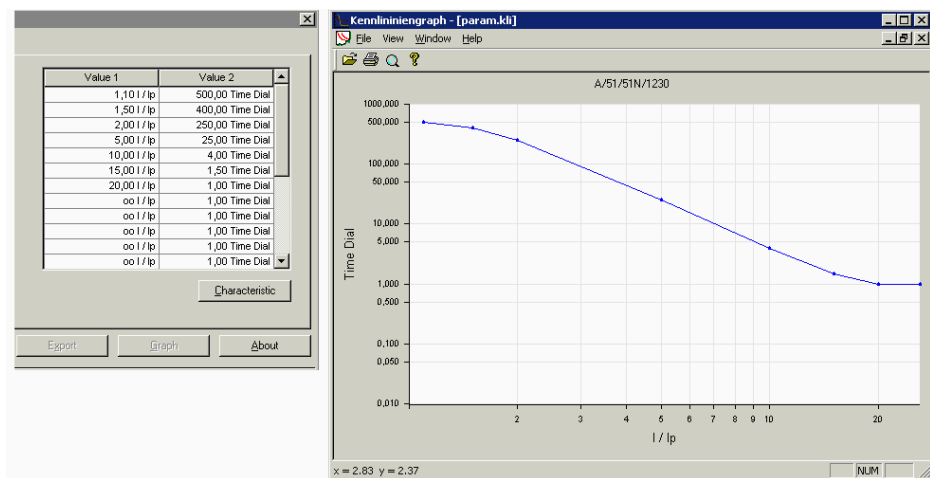 Value 1 Value 2
1,10 I / Ip 500,00 Time Dial
1,50 I / Ip 400,00 Time Dial
2,00 I / Ip 250,00 Time Dial
5,00 I / Ip 25,00 Time Dial
10,00 I / Ip 4,00 Time Dial
15,00 I / Ip 1,50 Time Dial
20,00 I / Ip 1,00 Time Dial
oo I / Ip 1,00 Time Dial
oo I / Ip 1,00 Time Dial
oo I / Ip 1,00 Time Dial
oo I / Ip 1,00 Time Dial
oo I / Ip 1,00 Time Dial
Characteristic
Export Graph About
Kennlininiengraph - [param.kli]
File View Window Help
A/51/51N/1230
1000,000
500,000
100,000
50,000
10,000
5,000
1,000
0,500
0,100
0,050
0,010
Time Dial
2 3 4 5 6 7 8 9 10 20
I / Ip
x = 2.83 y = 2.37
NUM